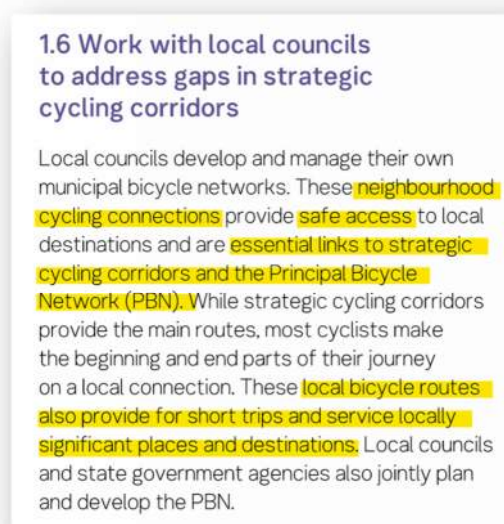 1.6 Work with local councils
to address gaps in strategic
cycling corridors
Local councils develop and manage their own
municipal bicycle networks. These neighbourhood
cycling connections provide safe access to local
destinations and are essential links to strategic
cycling corridors and the Principal Bicycle
Network (PBN). While strategic cycling corridors
provide the main routes, most cyclists make
the beginning and end parts of their journey
on a local connection. These local bicycle routes
also provide for short trips and service locally
significant places and destinations. Local councils
and state government agencies also jointly plan
and develop the PBN.